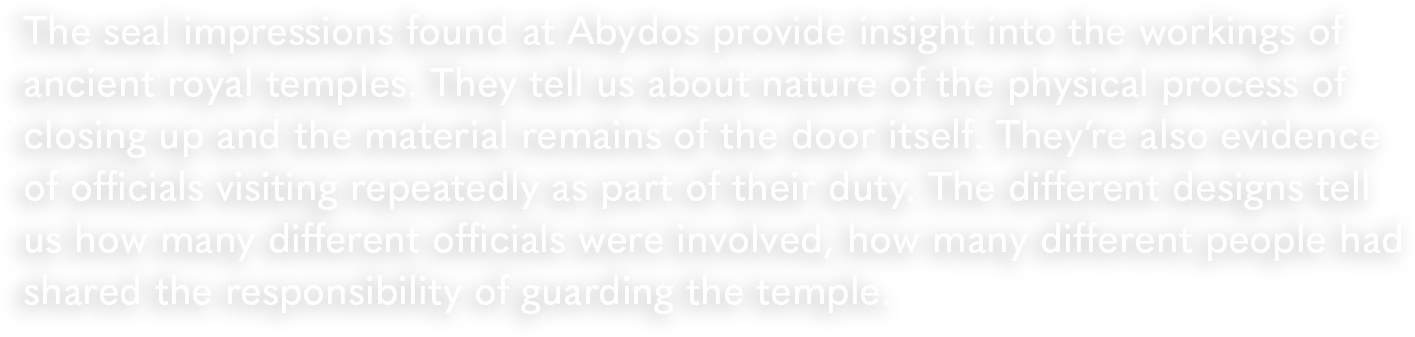 The seal impressions found at Abydos provide insight into the workings of
ancient royal temples. They tell us about nature of the physical process of
closing up and the material remains of the door itself. They’re also evidence
of officials visiting repeatedly as part of their duty. The different designs tell
us how many different officials were involved, how many different people had
shared the responsibility of guarding the temple.